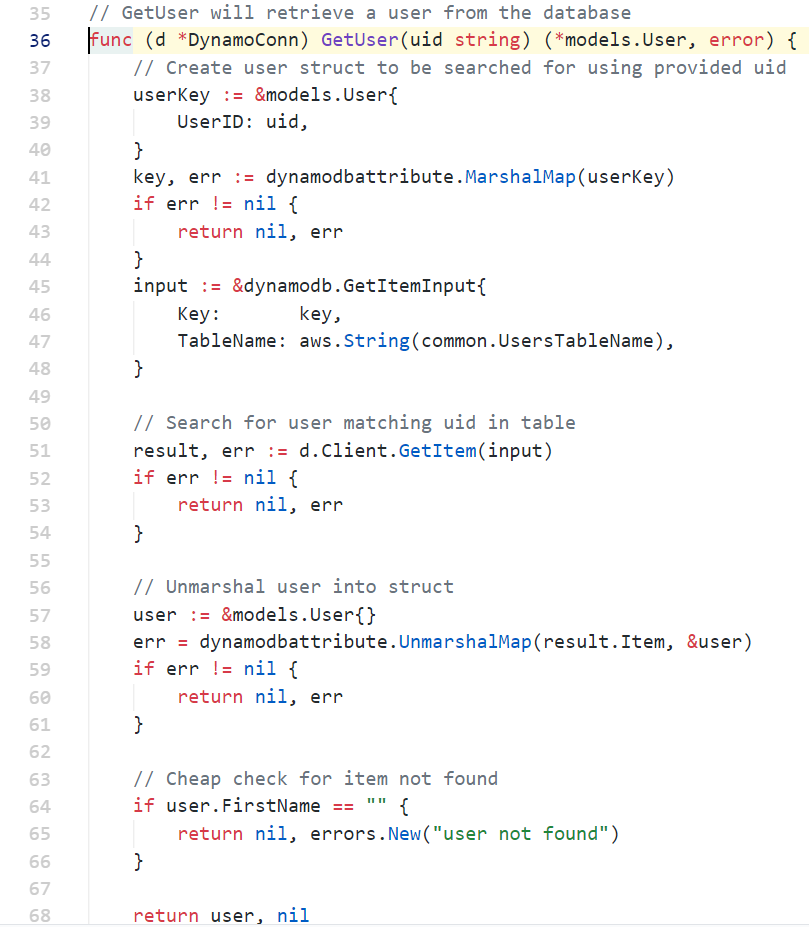 35 // GetUser will retrieve a user from the database
36 func (d *DynamoConn) GetUser(uid string) (*models.User, error) {
37     // Create user struct to be searched for using provided uid
38     userKey := &models.User{
39         UserID: uid,
40     }
41     key, err := dynamodbattribute.MarshalMap(userKey)
42     if err != nil {
43         return nil, err
44     }
45     input := &dynamodb.GetItemInput{
46         Key:       key,
47         TableName: aws.String(common.UsersTableName),
48     }
49
50     // Search for user matching uid in table
51     result, err := d.Client.GetItem(input)
52     if err != nil {
53         return nil, err
54     }
55
56     // Unmarshal user into struct
57     user := &models.User{}
58     err = dynamodbattribute.UnmarshalMap(result.Item, &user)
59     if err != nil {
60         return nil, err
61     }
62
63     // Cheap check for item not found
64     if user.FirstName == "" {
65         return nil, errors.New("user not found")
66     }
67
68     return user, nil